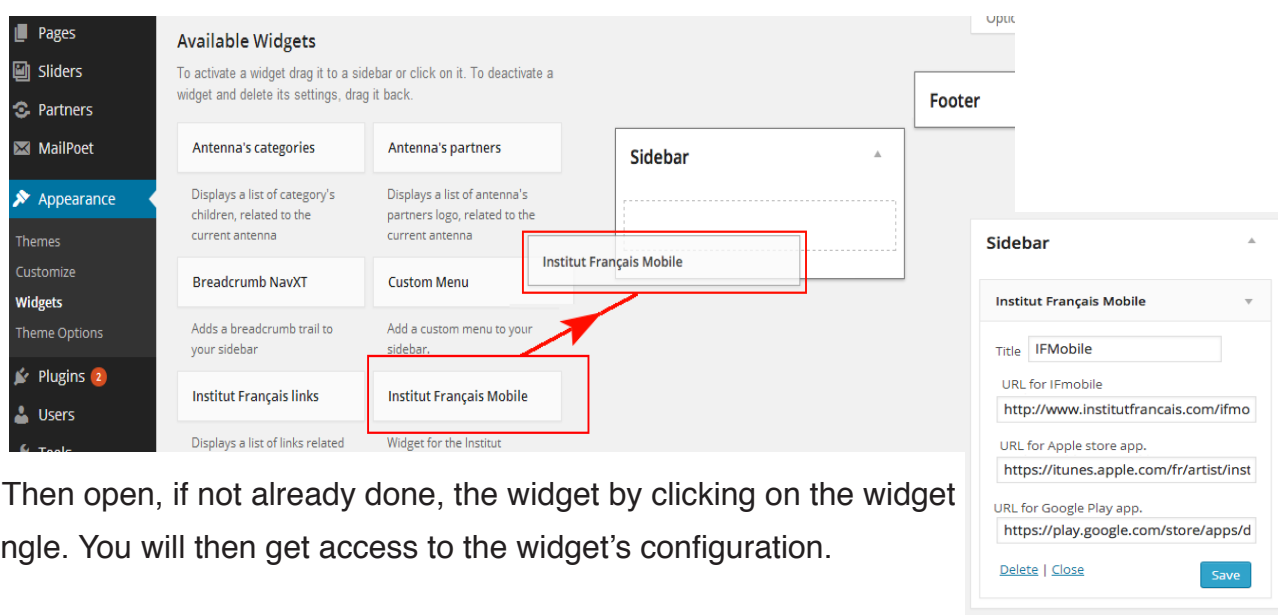 Pages
Sliders
Partners
MailPoet
Appearance
Themes
Customize
Widgets
Theme Options
Plugins 2
Users
Tools
Available Widgets
To activate a widget drag it to a sidebar or click on it. To deactivate a
widget and delete its settings, drag it back.
Antenna's categories
Displays a list of category's
children, related to the
current antenna
Antenna's partners
Displays a list of antenna's
partners logo, related to the
current antenna
Breadcrumb NavXT
Adds a breadcrumb trail to
your sidebar
Custom Menu
Add a custom menu to your
sidebar.
Institut Français links
Displays a list of links related
Institut Français Mobile
Widget for the Institut
Sidebar
Institut Français Mobile
Footer
Sidebar
Institut Français Mobile
Title IFMobile
URL for IFmobile
http://www.institutfrancais.com/ifmo
URL for Apple store app.
https://itunes.apple.com/fr/artist/inst
URL for Google Play app.
https://play.google.com/store/apps/d
Delete | Close
Save
Then open, if not already done, the widget by clicking on the widget
ngle. You will then get access to the widget’s configuration.